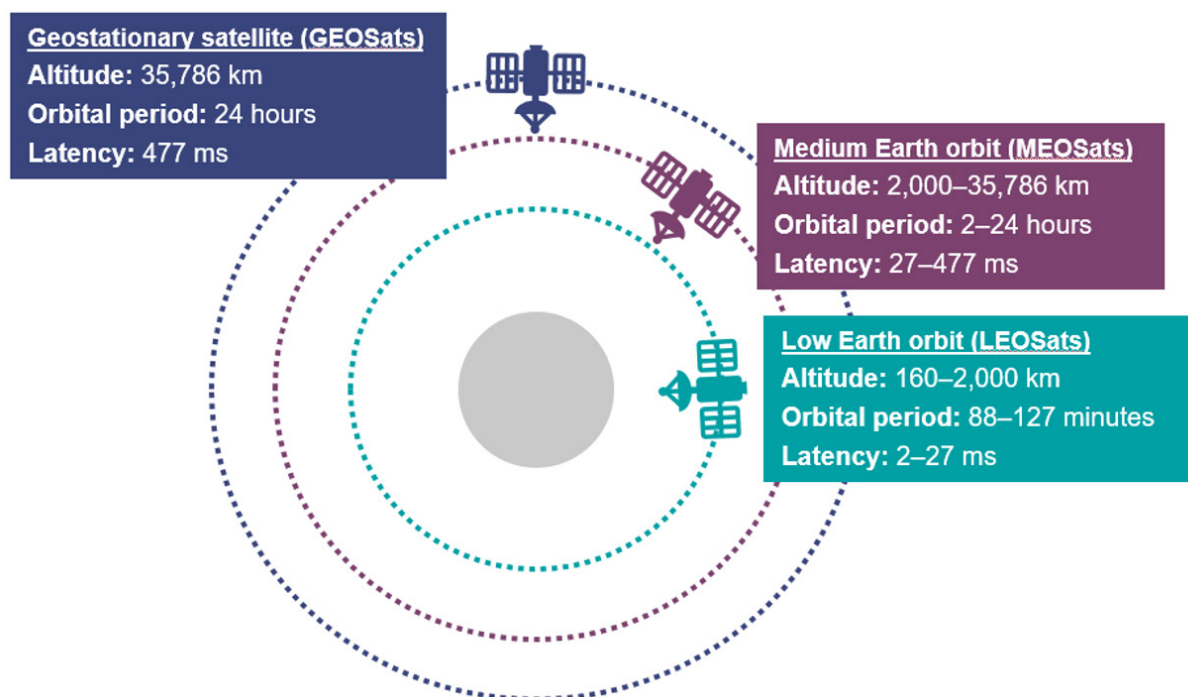 Geostationary satellite (GEOSats)
Altitude: 35,786 km
Orbital period: 24 hours
Latency: 477 ms
Medium Earth orbit (MEOSats)
Altitude: 2,000–35,786 km
Orbital period: 2–24 hours
Latency: 27–477 ms
Low Earth orbit (LEOSats)
Altitude: 160–2,000 km
Orbital period: 88–127 minutes
Latency: 2–27 ms